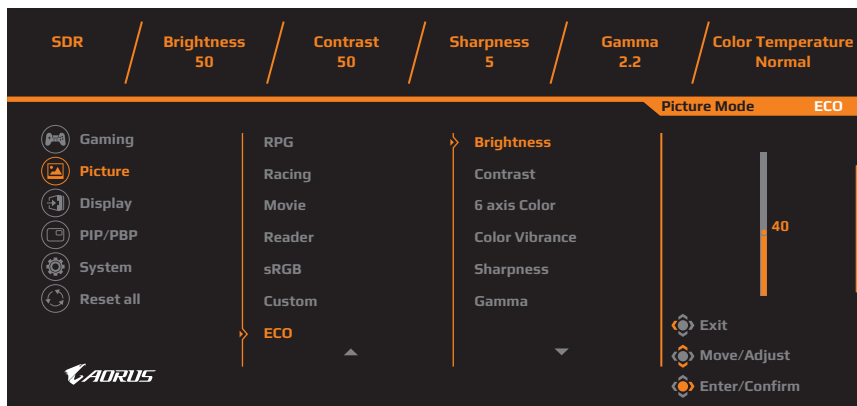 SDR
Brightness
50
Contrast
50
Sharpness
5
Gamma
2.2
Color Temperature
Normal
Picture Mode ECO
Gaming
Picture
Display
PIP/PBP
System
Reset all
RPG
Racing
Movie
Reader
sRGB
Custom
ECO
Brightness
Contrast
6 axis Color
Color Vibrance
Sharpness
Gamma
40
Exit
Move/Adjust
Enter/Confirm
AORUS